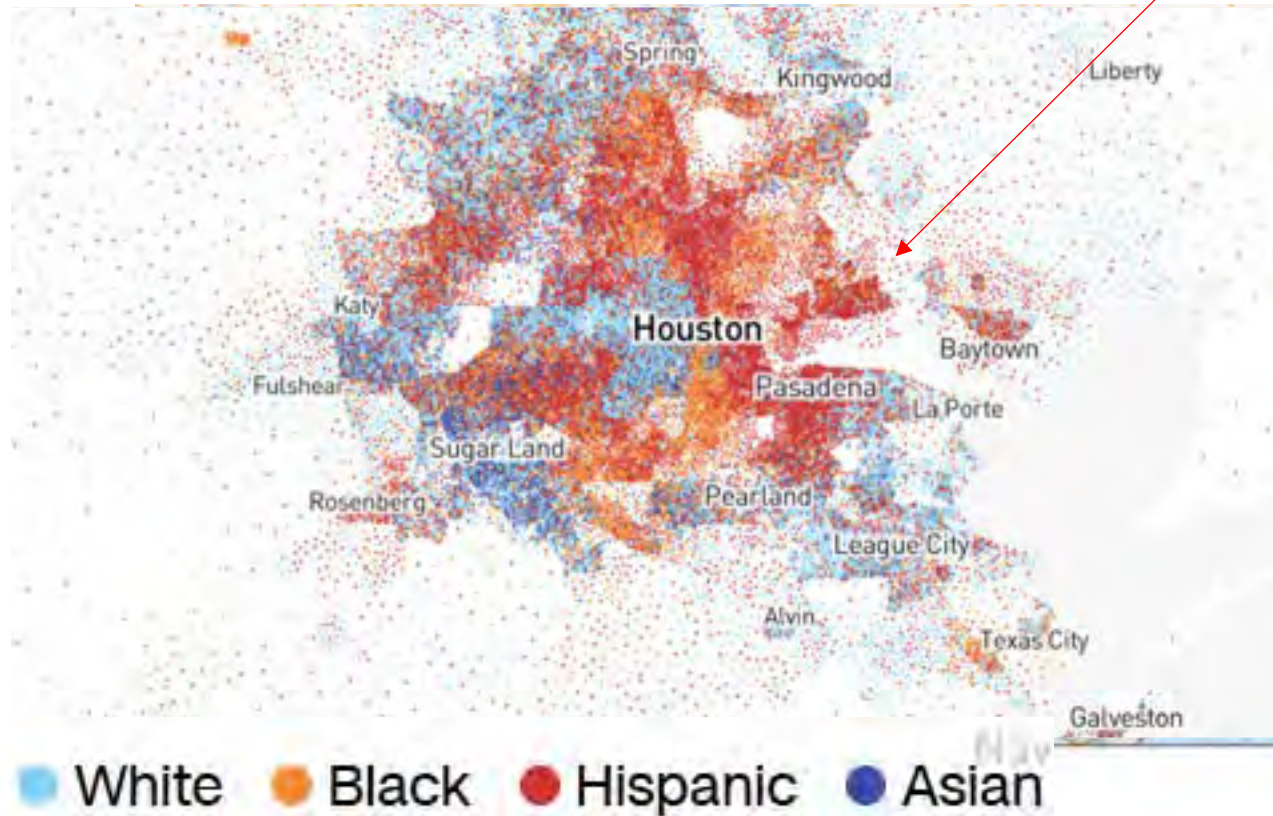 Spring
Kingwood
Liberty
Katy
Houston
Baytown
Fulshear
Pasadena
La Porte
Sugar Land
Rosenberg
Pearland
League City
Alvin
Texas City
Galveston
Nav
White Black Hispanic Asian